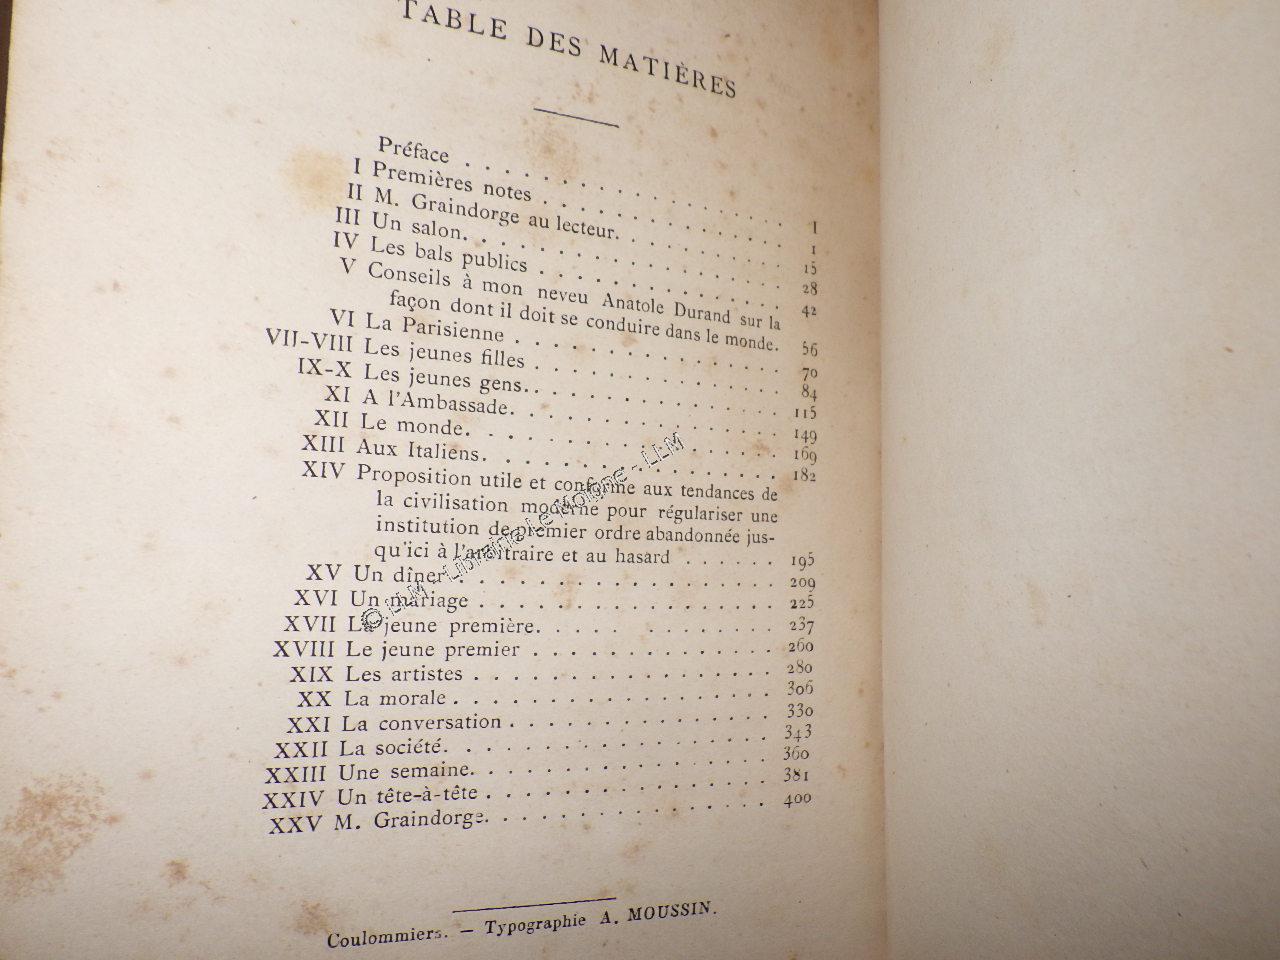 TABLE DES MATIÈRES
Préface . . . . . . . . . . . . . . . . I
I Premières notes . . . . . . . . . . . . . 1
II M. Graindorge au lecteur. . . . . . . . . 15
III Un salon. . . . . . . . . . . . . . . . . 28
IV Les bals publics . . . . . . . . . . . . . 42
V Conseils à mon neveu Anatole Durand sur la
façon dont il doit se conduire dans le monde. 56
VI La Parisienne . . . . . . . . . . . . . . 70
VII-VIII Les jeunes filles . . . . . . . . . . . . . 84
IX-X Les jeunes gens. . . . . . . . . . . . . . 115
XI A l'Ambassade. . . . . . . . . . . . . . . 149
XII Le monde. . . . . . . . . . . . . . . . . 169
XIII Aux Italiens. . . . . . . . . . . . . . . . 182
XIV Proposition utile et conforme aux tendances de
la civilisation moderne pour régulariser une
institution de premier ordre abandonnée jus-
qu'ici à l'arbitraire et au hasard . . . . . . 195
XV Un dîner . . . . . . . . . . . . . . . . . 209
XVI Un mariage . . . . . . . . . . . . . . . . 225
XVII La jeune première. . . . . . . . . . . . . 237
XVIII Le jeune premier . . . . . . . . . . . . . 260
XIX Les artistes . . . . . . . . . . . . . . . . 280
XX La morale . . . . . . . . . . . . . . . . . 306
XXI La conversation . . . . . . . . . . . . . . 330
XXII La société. . . . . . . . . . . . . . . . . 343
XXIII Une semaine. . . . . . . . . . . . . . . . 360
XXIV Un tête-à-tête . . . . . . . . . . . . . . . 381
XXV M. Graindorge. . . . . . . . . . . . . . . 400
Coulommiers. — Typographie A. MOUSSIN.
© LLM - Librairie Le Moigne - LLM